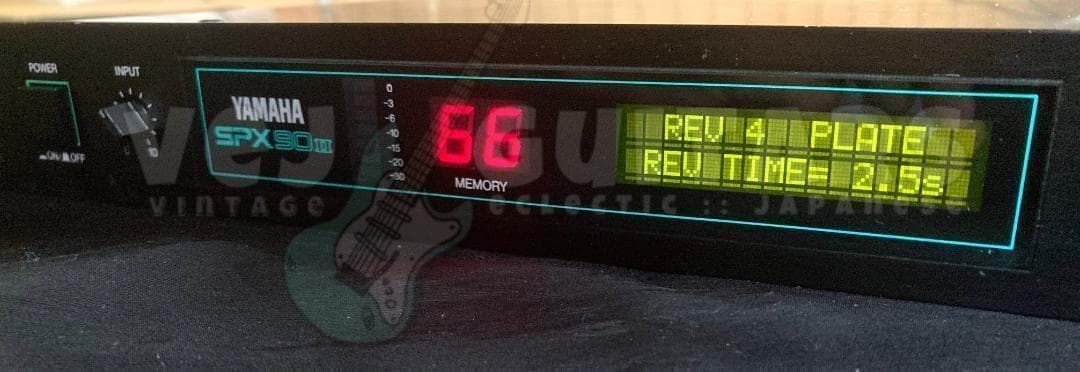 POWER
ON OFF
INPUT
10
YAMAHA
SPX90II
0
-3
-6
-10
-15
-20
-30
66
MEMORY
REV 4 PLATE
REV TIME= 2.5s
VINTAGE eclectic :: JAPANESE